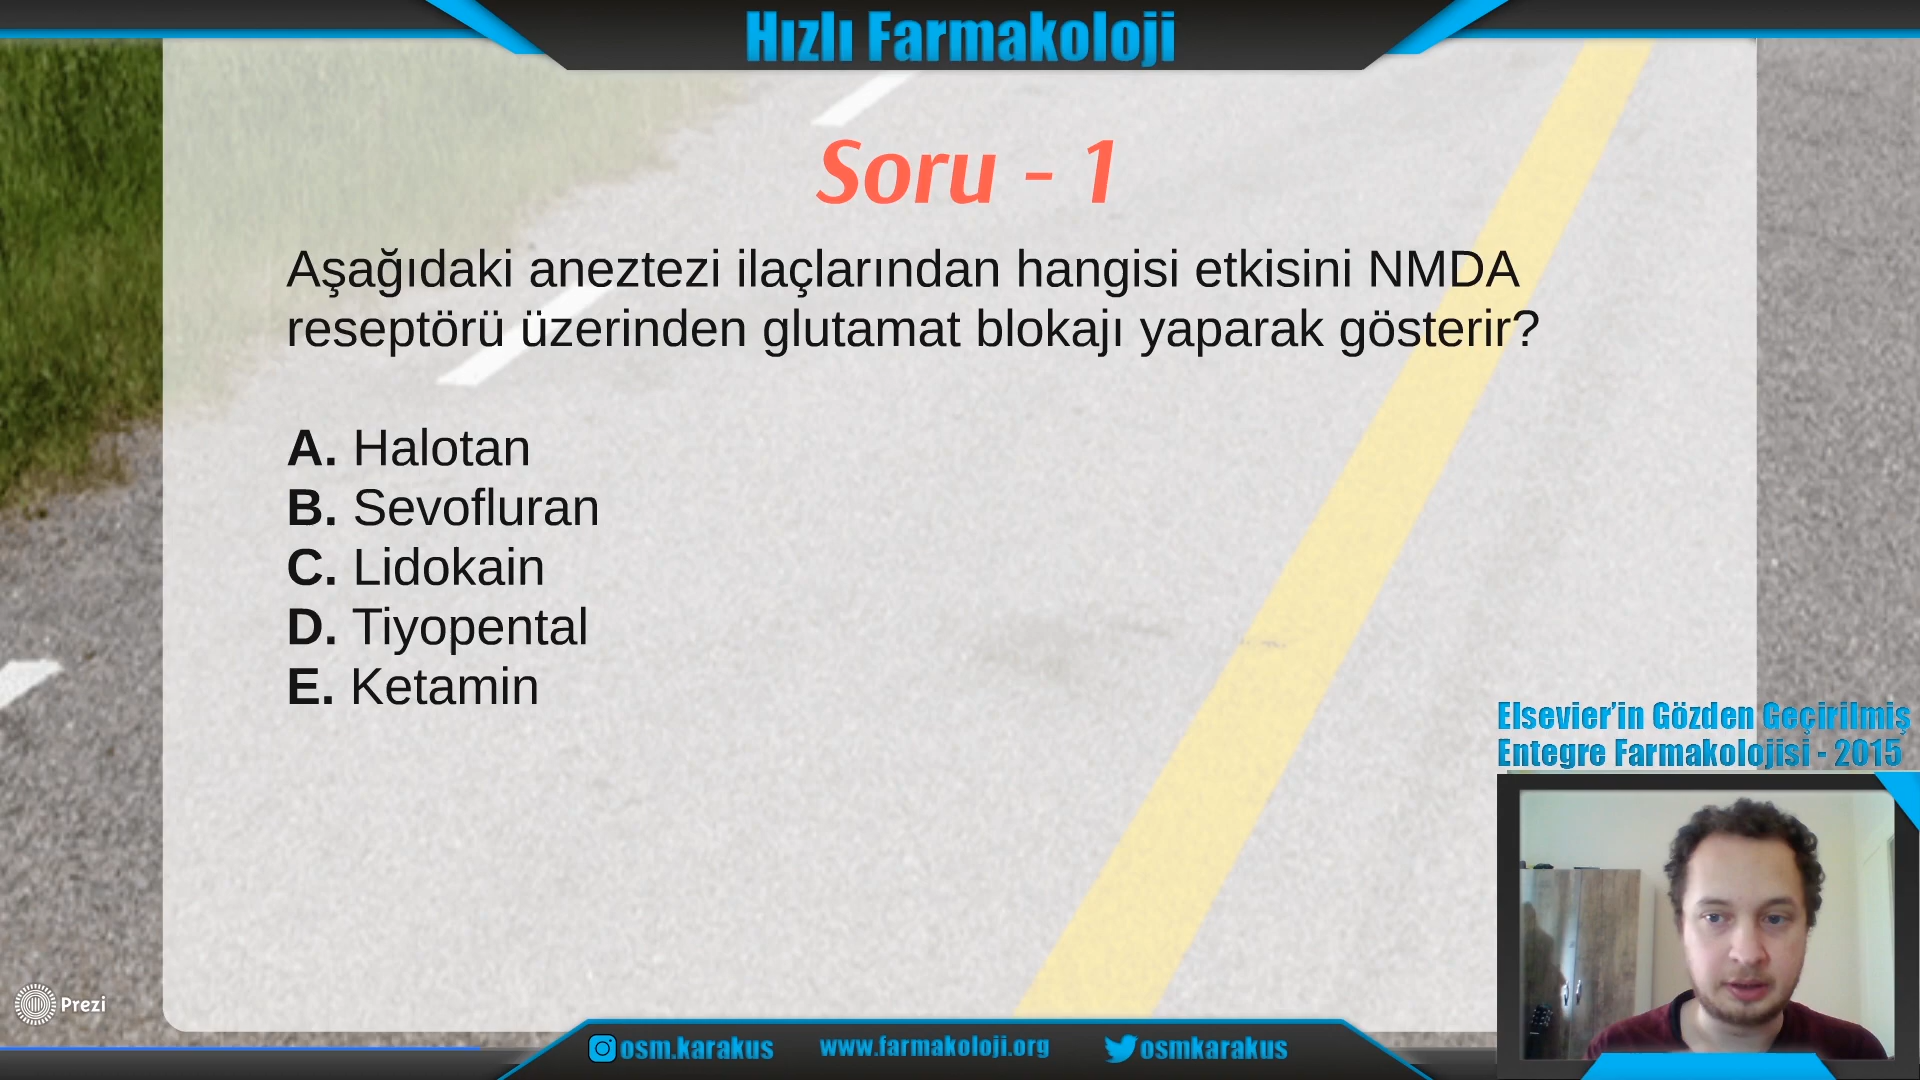 Hızlı Farmakoloji
Soru - 1
Aşağıdaki aneztezi ilaçlarından hangisi etkisini NMDA
reseptörü üzerinden glutamat blokajı yaparak gösterir?
A. Halotan
B. Sevofluran
C. Lidokain
D. Tiyopental
E. Ketamin
Elsevier'in Gözden Geçirilmiş
Entegre Farmakolojisi - 2015
Prezi
osm.karakus
www.farmakoloji.org
osmkarakus